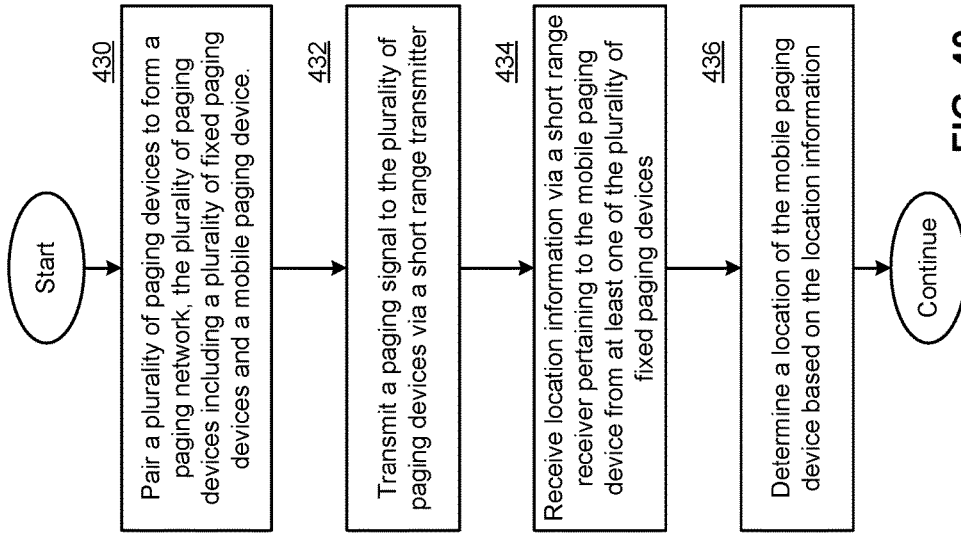 Start
430
Pair a plurality of paging devices to form a
paging network, the plurality of paging
devices including a plurality of fixed paging
devices and a mobile paging device.
432
Transmit a paging signal to the plurality of
paging devices via a short range transmitter
434
Receive location information via a short range
receiver pertaining to the mobile paging
device from at least one of the plurality of
fixed paging devices
436
Determine a location of the mobile paging
device based on the location information
Continue
FIG.